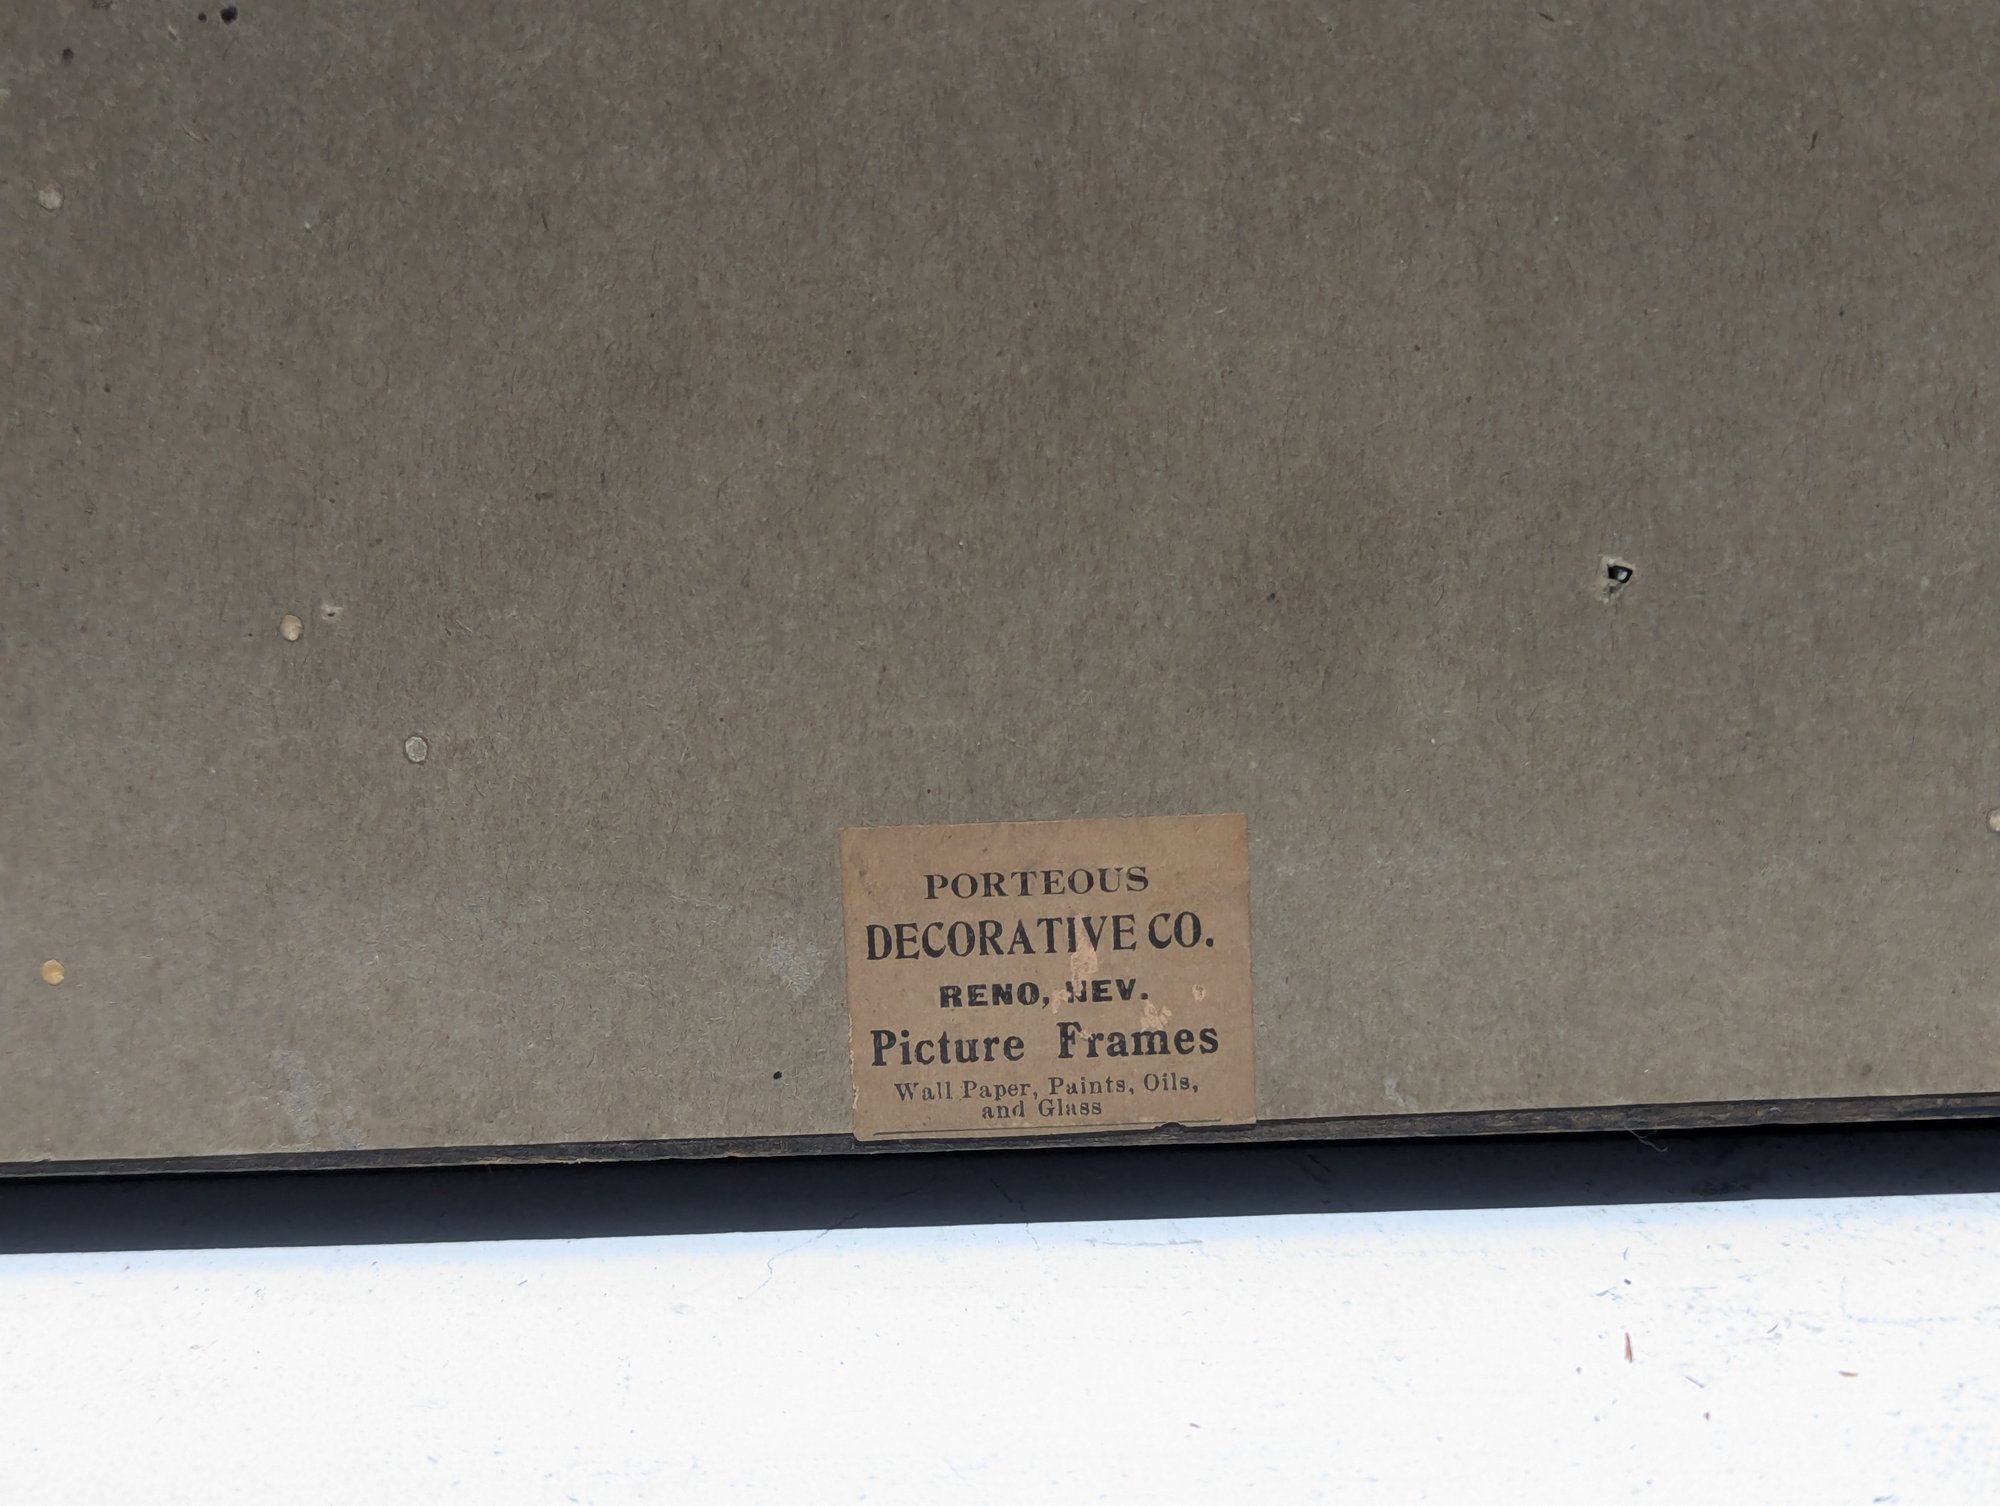 PORTEOUS
DECORATIVE CO.
RENO, NEV.
Picture Frames
Wall Paper, Paints, Oils,
and Glass